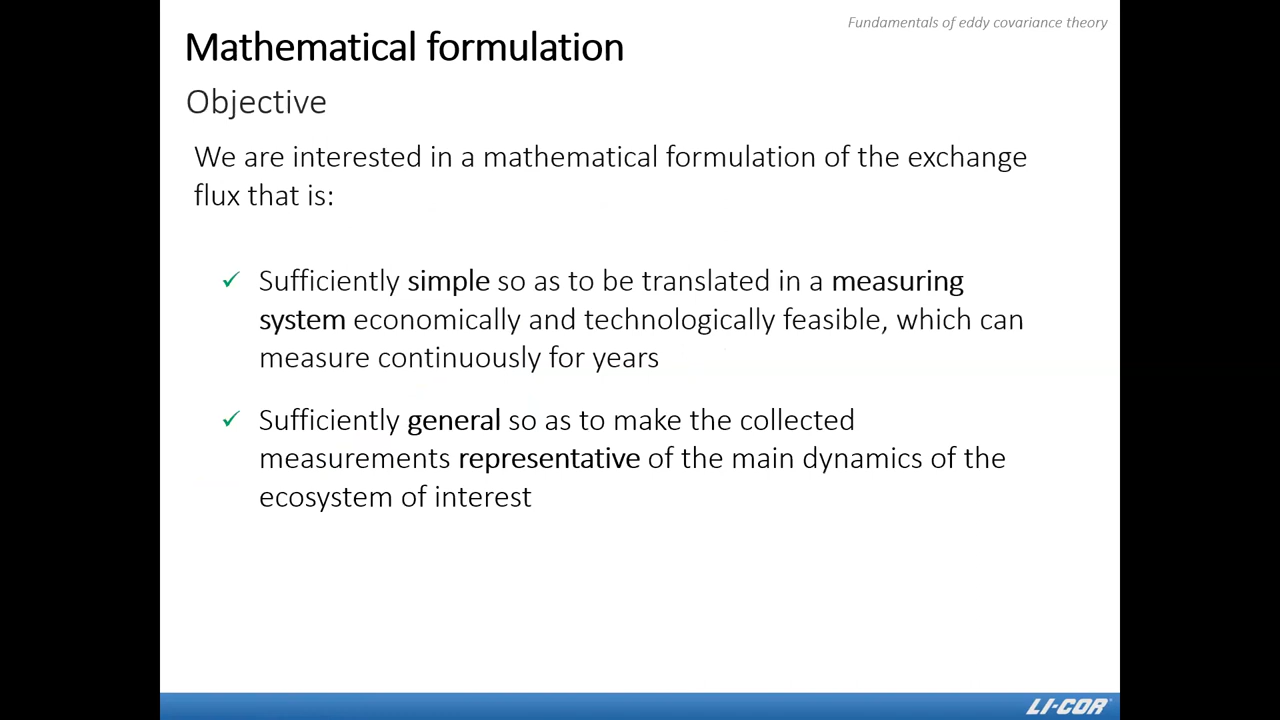 Fundamentals of eddy covariance theory
Mathematical formulation
Objective
We are interested in a mathematical formulation of the exchange
flux that is:
✓ Sufficiently simple so as to be translated in a measuring
system economically and technologically feasible, which can
measure continuously for years
✓ Sufficiently general so as to make the collected
measurements representative of the main dynamics of the
ecosystem of interest
LI-COR